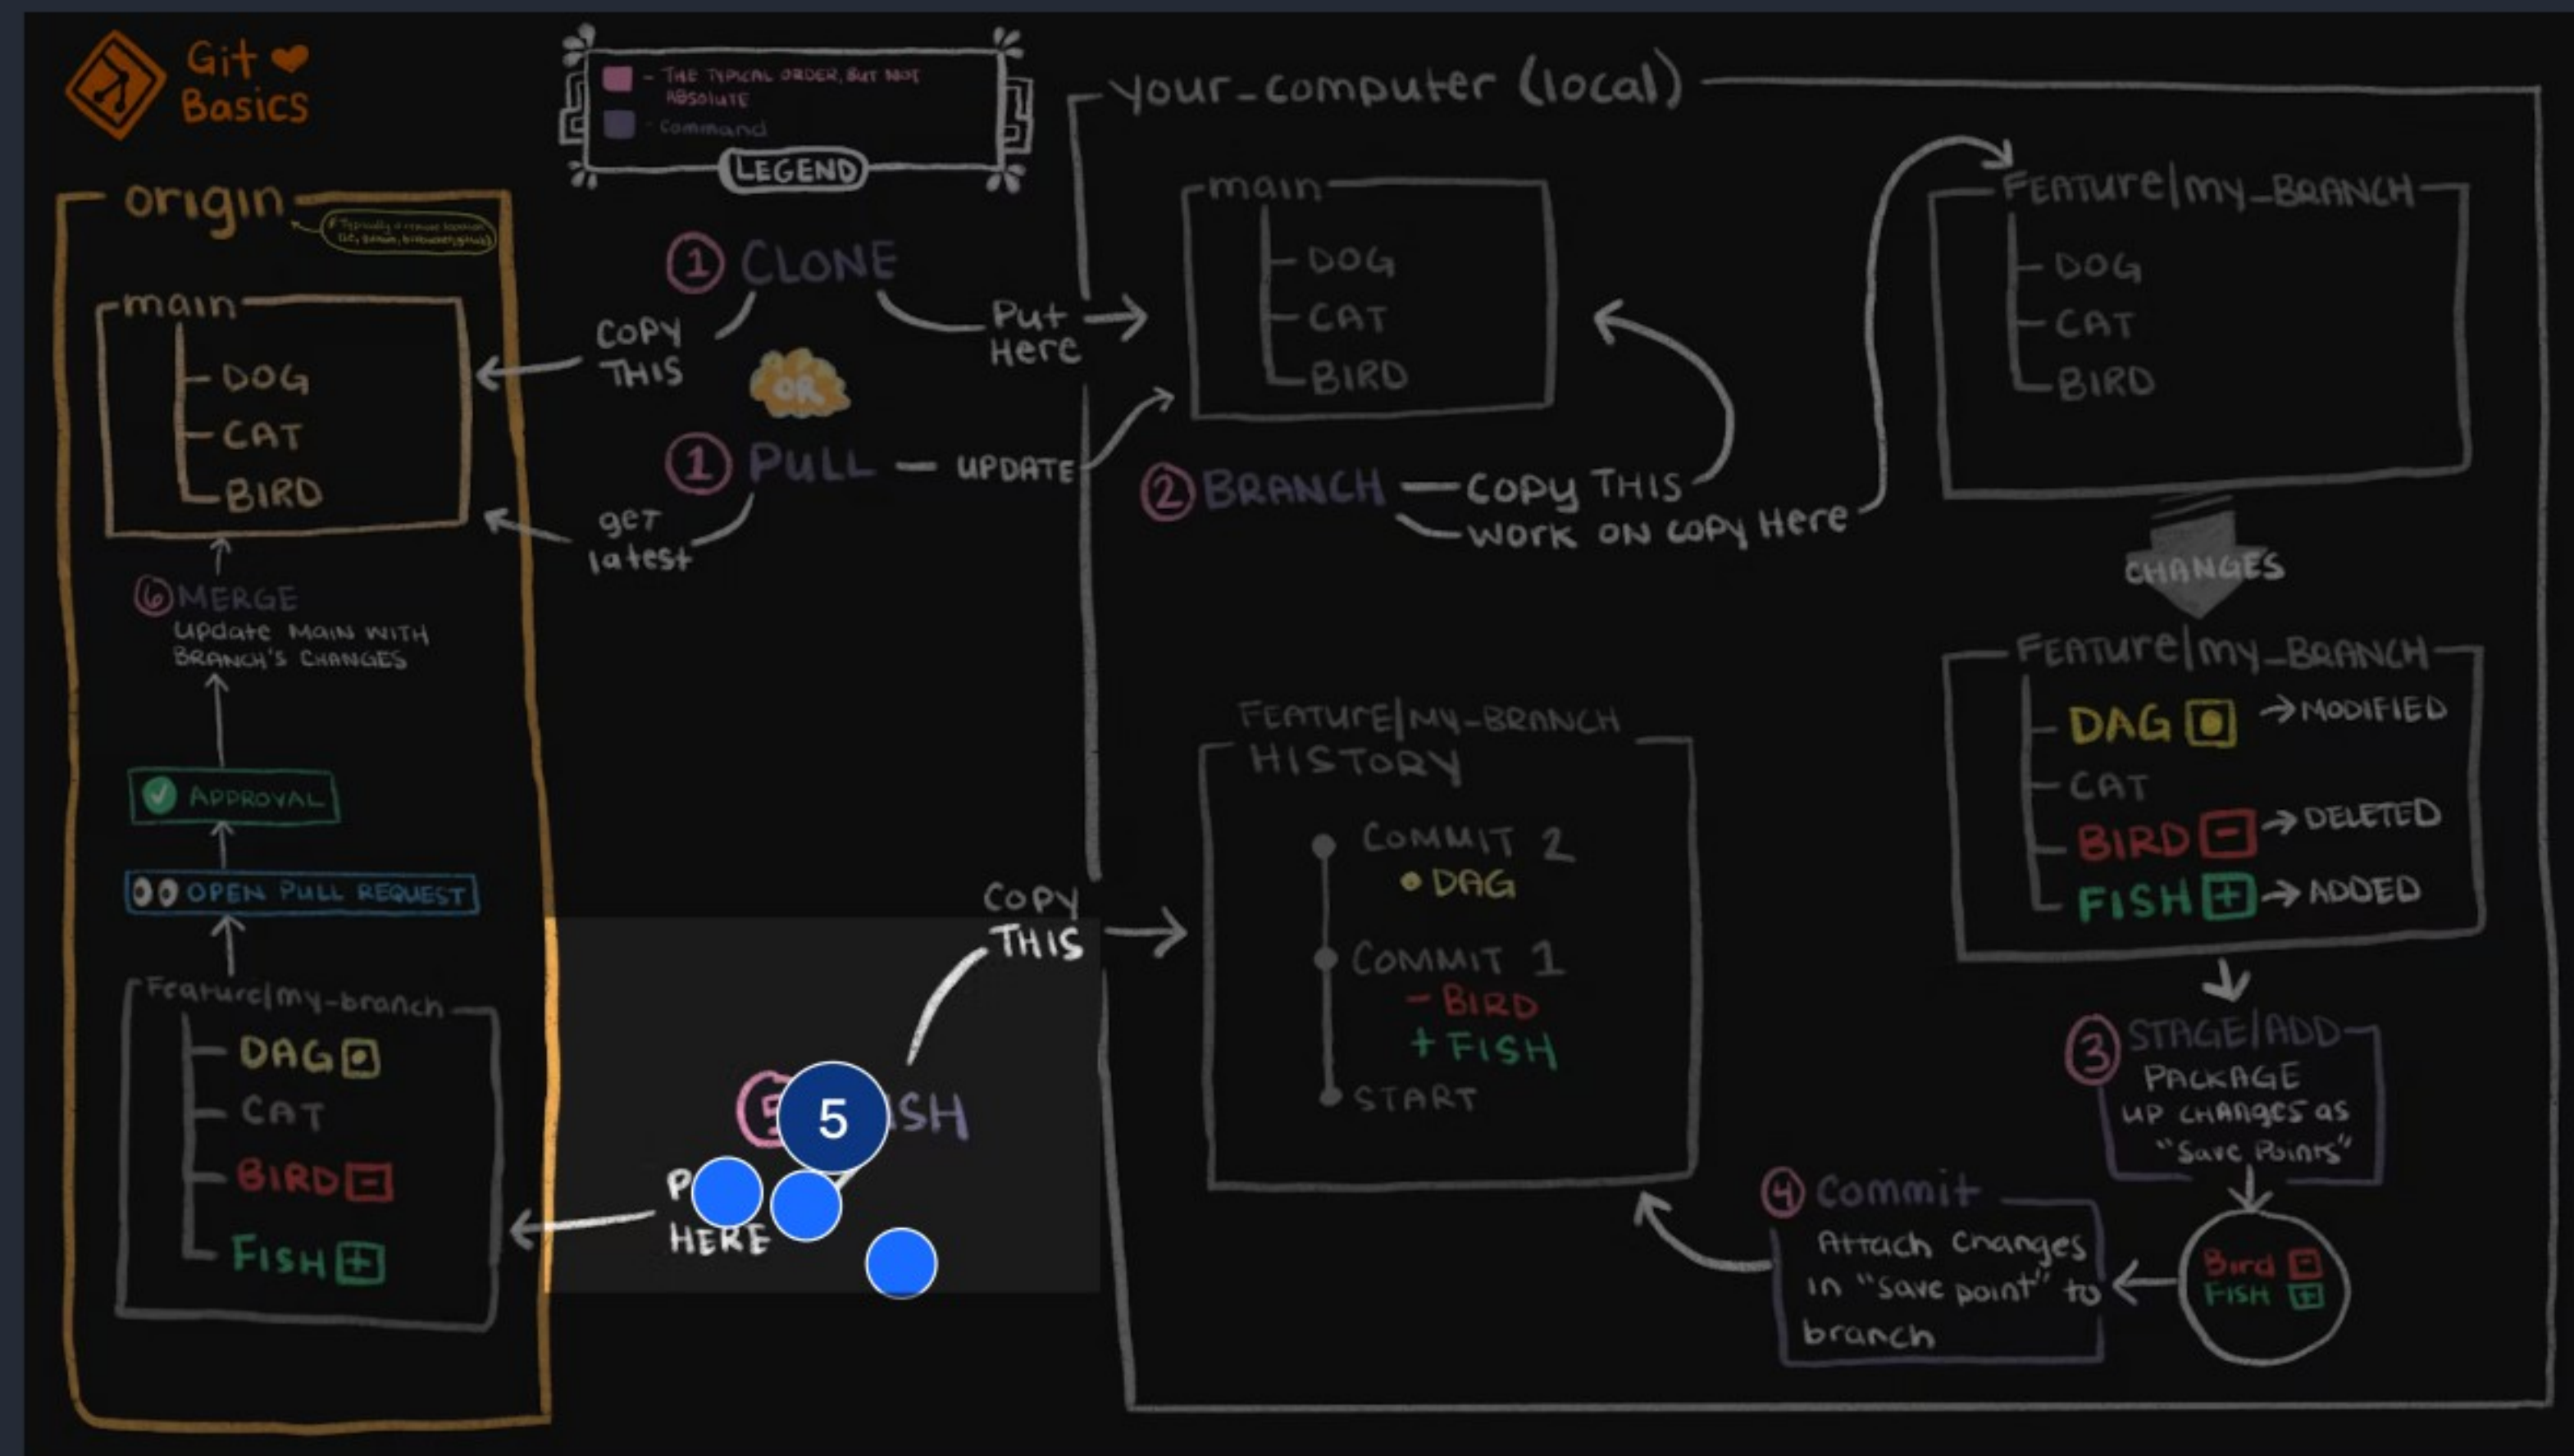 Git ❤
Basics
- THE TYPICAL ORDER, BUT NOT
ABSOLUTE
- Command
LEGEND
origin
main
DOG
CAT
BIRD
6 MERGE
Update MAIN WITH
BRANCH'S CHANGES
APPROVAL
OPEN PULL REQUEST
Feature/my-branch
DAG
CAT
BIRD -
FISH +
1 CLONE
COPY
THIS
Put
Here
OR
1 PULL — UPDATE
get
latest
COPY
THIS
5
HERE
your_computer (local)
main
DOG
CAT
BIRD
2 BRANCH — COPY THIS
WORK ON COPY Here
FEATURE/MY_BRANCH
DOG
CAT
BIRD
CHANGES
FEATURE/MY_BRANCH
DAG → MODIFIED
CAT
BIRD - → DELETED
FISH + → ADDED
3 STAGE/ADD
PACKAGE
UP CHANGES AS
"Save Points"
Bird -
FISH +
4 Commit
Attach Changes
in "Save point" to
branch
FEATURE/MY-BRANCH
HISTORY
COMMIT 2
• DAG
COMMIT 1
- BIRD
+ FISH
START